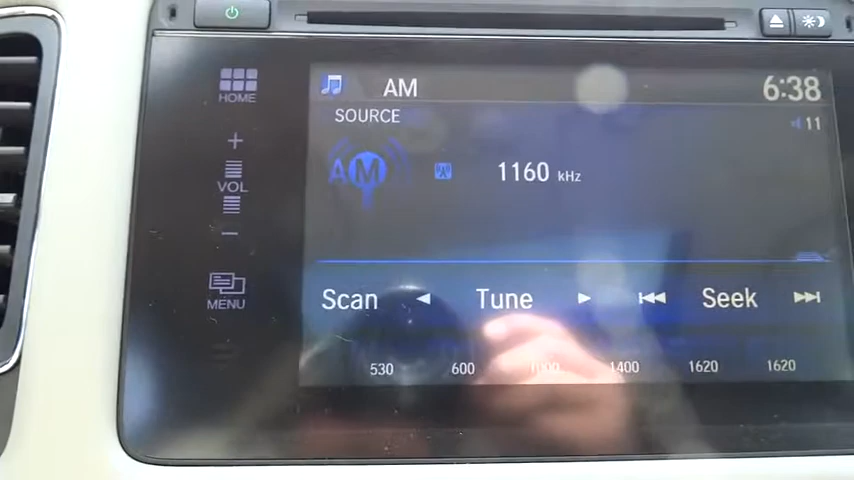 HOME
AM
6:38
SOURCE
11
AM
1160 kHz
VOL
MENU
Scan
Tune
Seek
530 600 1000 1400 1620 1620